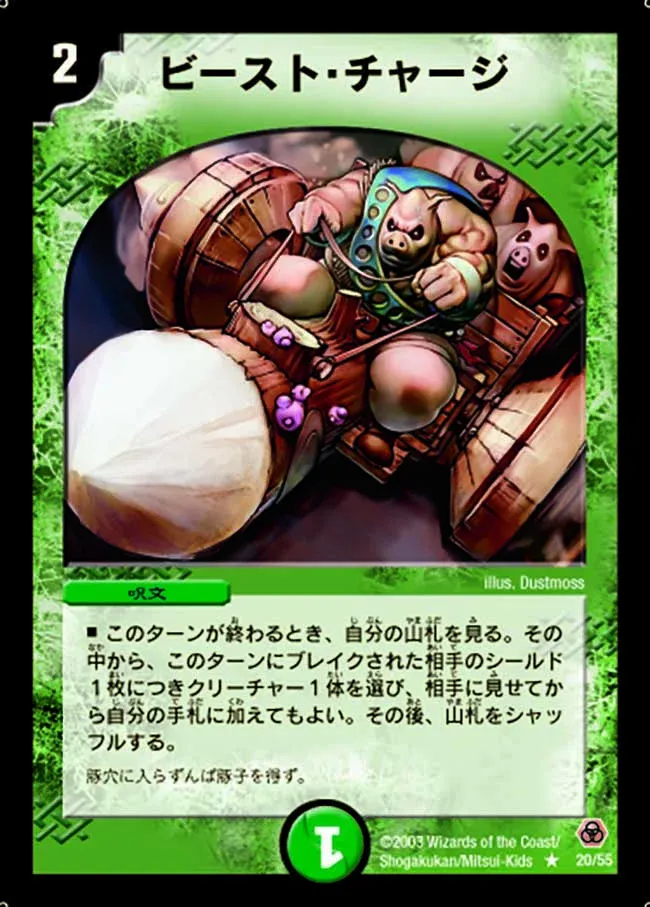 2
ビースト・チャージ
illus. Dustmoss
呪文
■ このターンが終わるとき、自分の山札を見る。その
中から、このターンにブレイクされた相手のシールド
1枚につきクリーチャー1体を選び、相手に見せてか
ら自分の手札に加えてもよい。その後、山札をシャッ
フルする。
豚穴に入らずんば豚子を得ず。
1
©2003 Wizards of the Coast/
Shogakukan/Mitsui-Kids ★ 20/55